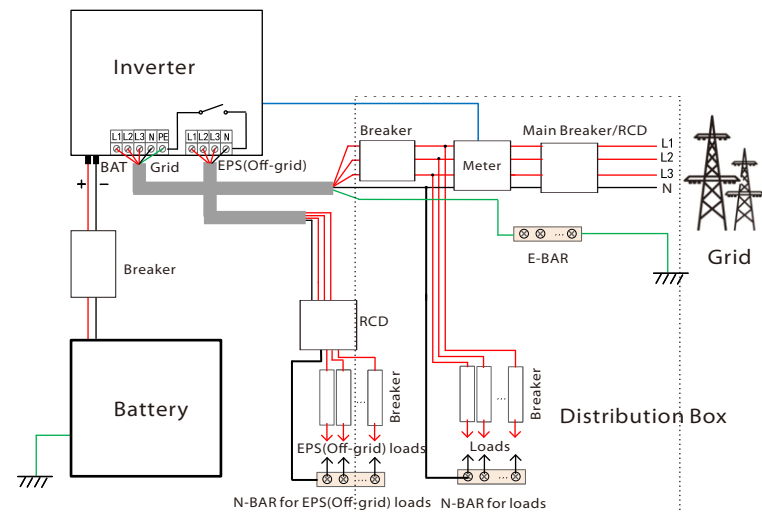 Inverter
L1 L2 L3 N PE
L1 L2 L3 N
BAT
Grid
EPS(Off-grid)
+
−
Breaker
Main Breaker/RCD
Meter
L1
L2
L3
N
Grid
...
E-BAR
Breaker
RCD
Battery
...
Breaker
...
Breaker
Distribution Box
EPS(Off-grid) loads
Loads
...
...
N-BAR for EPS(Off-grid) loads
N-BAR for loads